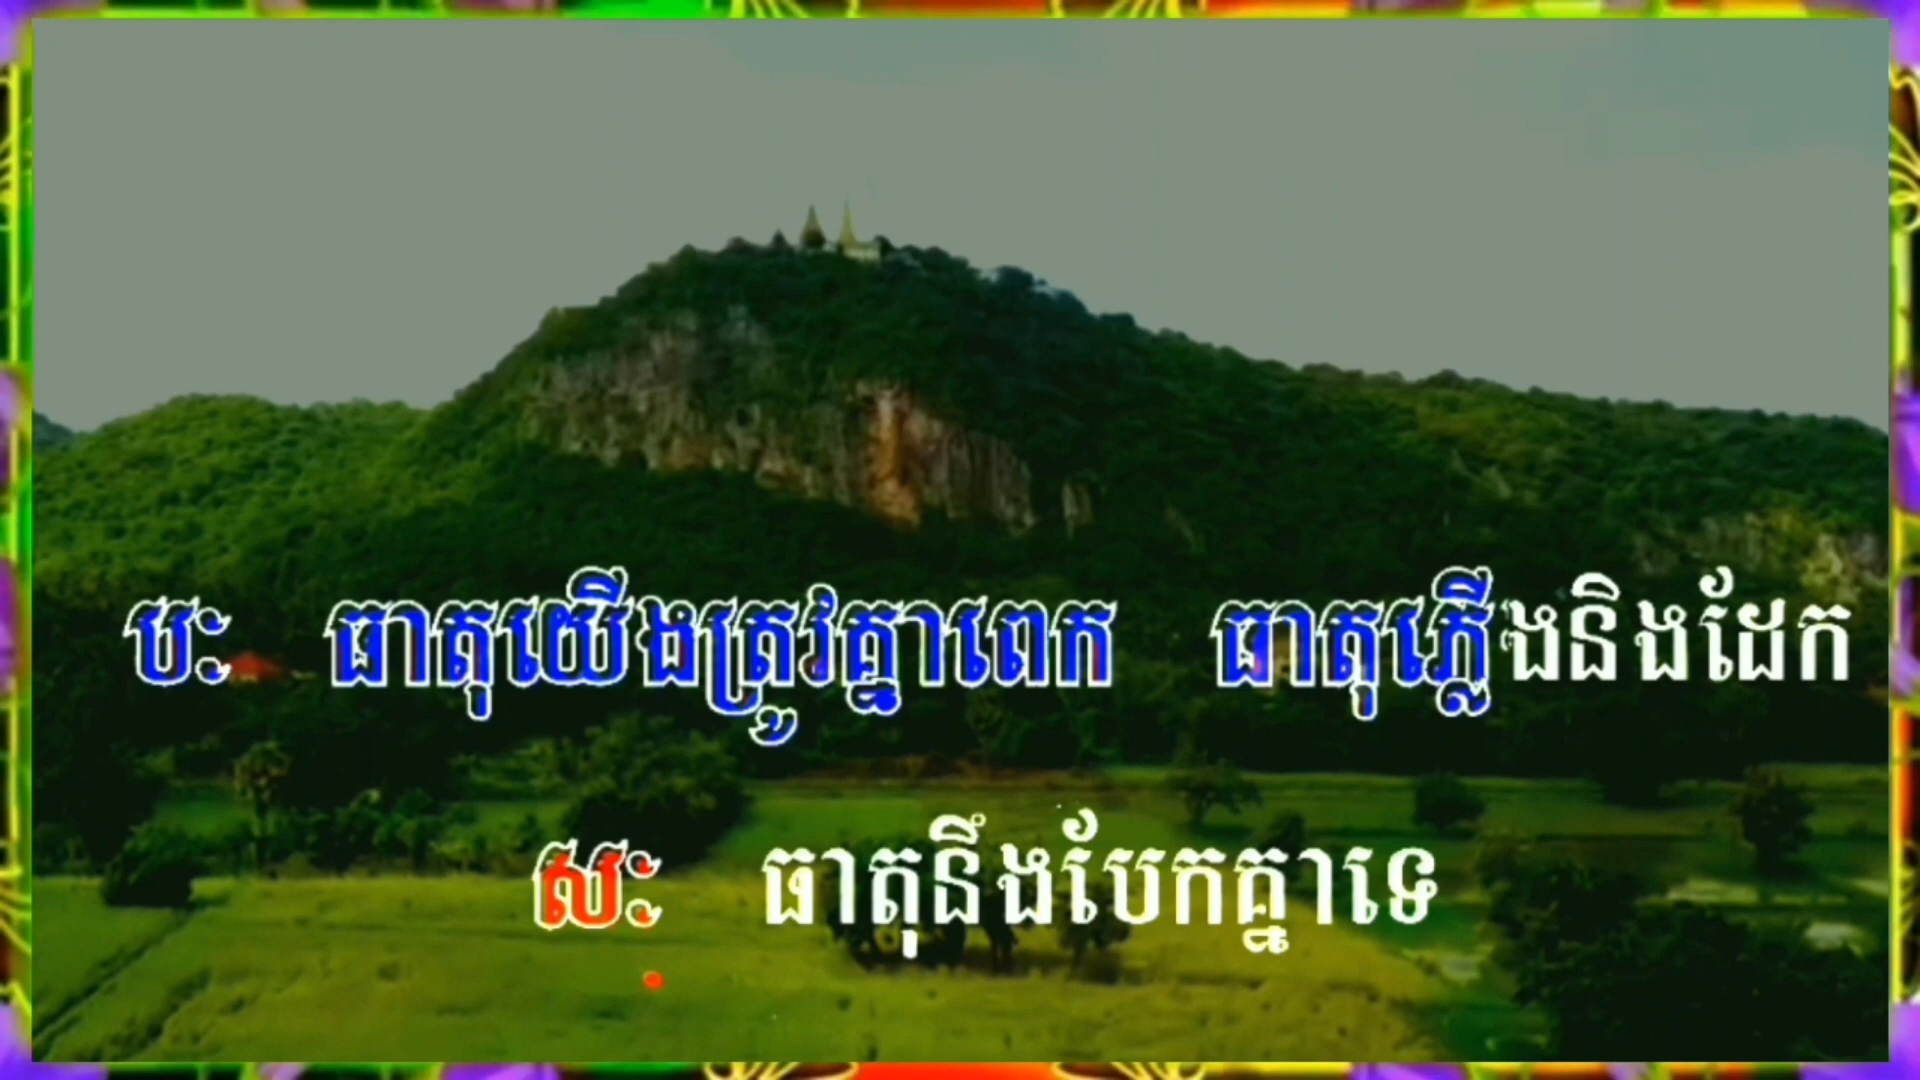 បៈ ធាតុយើងត្រូវគ្នាពេក ធាតុភ្លើងនិងដែក
សៈ ធាតុនឹងបែកគ្នាទេ